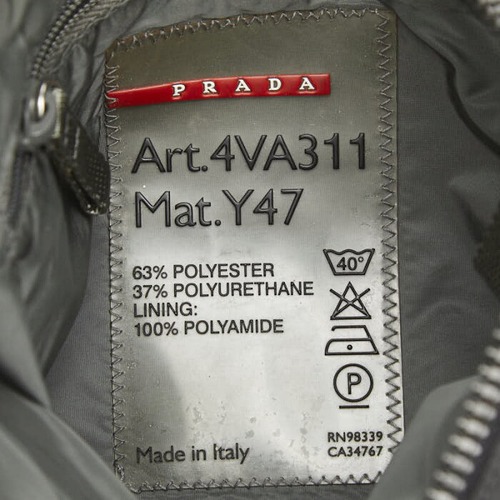 PRADA
Art.4VA311
Mat.Y47
63% POLYESTER
37% POLYURETHANE
LINING:
100% POLYAMIDE
40°
P
Made in Italy
RN98339
CA34767